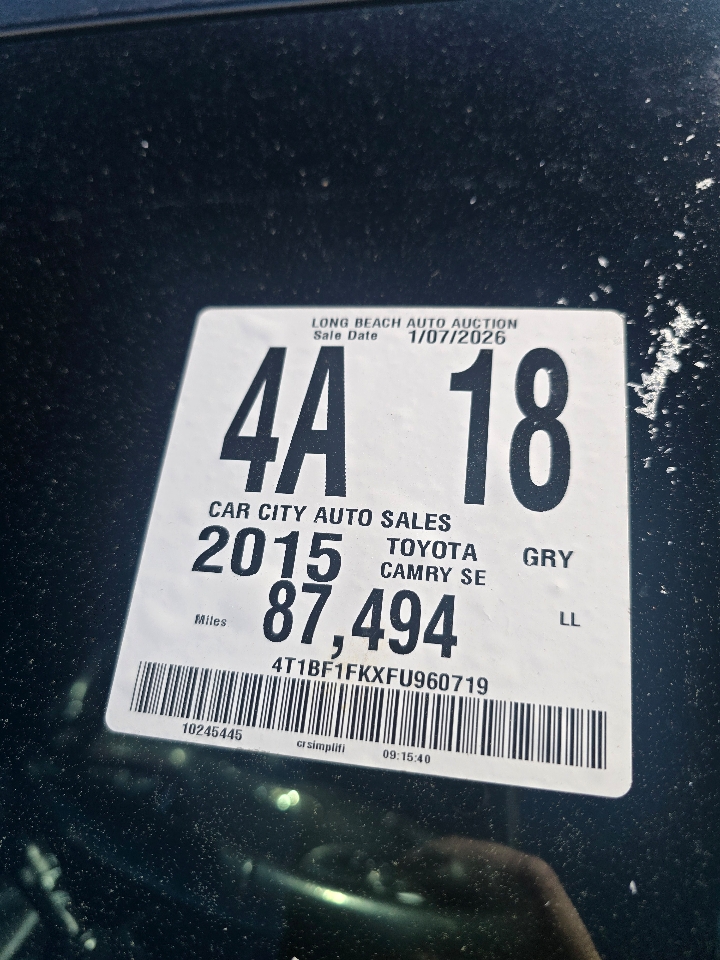 LONG BEACH AUTO AUCTION
Sale Date 1/07/2026
4A 18
CAR CITY AUTO SALES
2015 TOYOTA CAMRY SE GRY
Miles 87,494 LL
4T1BF1FKXFU960719
10245445 crsimplifi 09:15:40